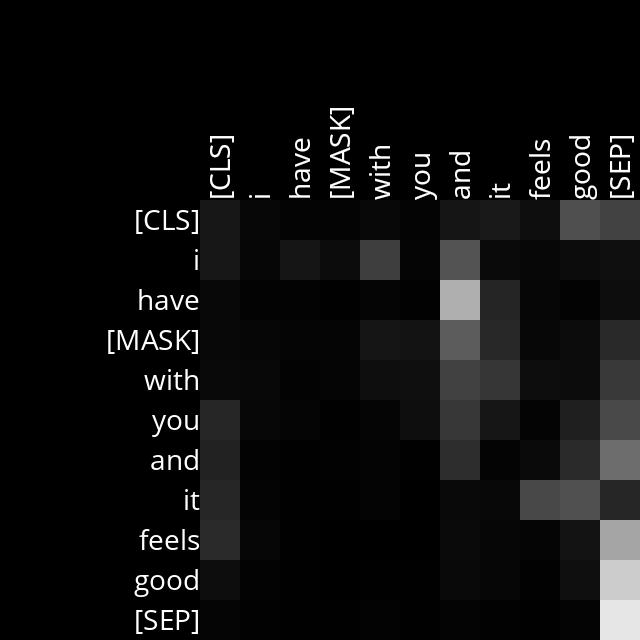 [CLS] i have [MASK] with you and it feels good [SEP]
[CLS]
i
have
[MASK]
with
you
and
it
feels
good
[SEP]